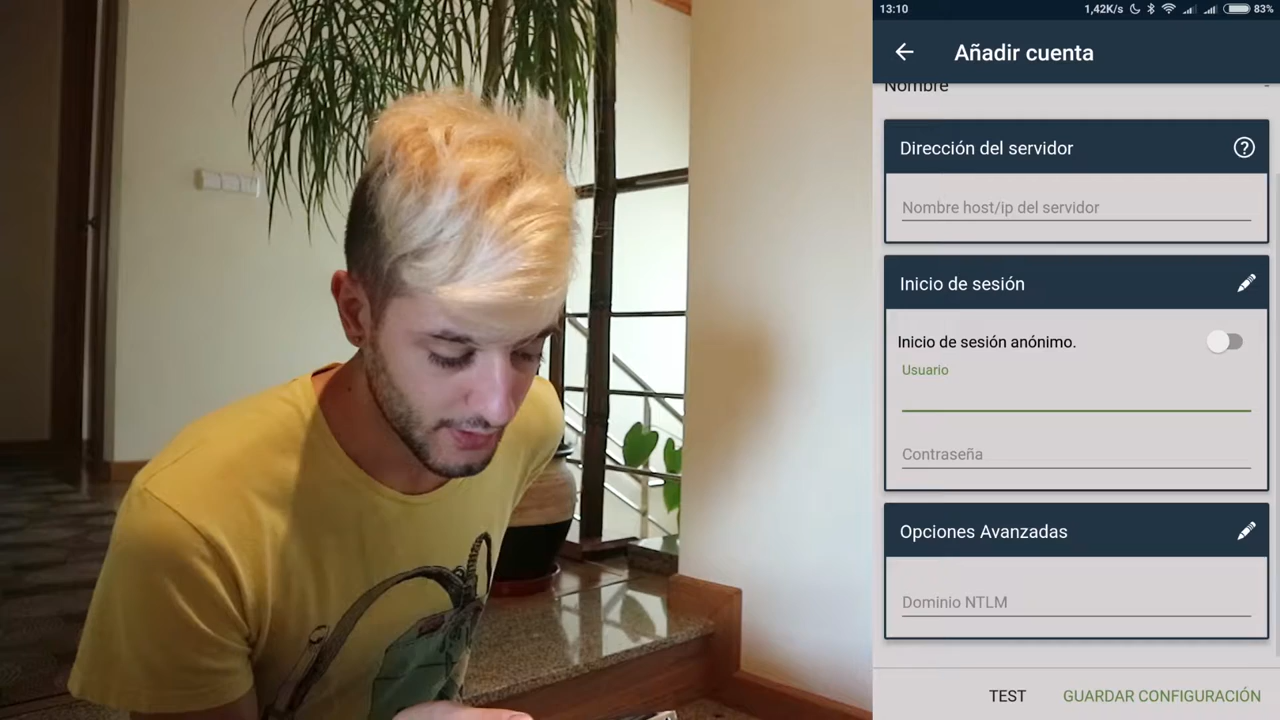 13:10
1,42K/s
83%
Añadir cuenta
Nombre
Dirección del servidor
Nombre host/ip del servidor
Inicio de sesión
Inicio de sesión anónimo.
Usuario
Contraseña
Opciones Avanzadas
Dominio NTLM
TEST
GUARDAR CONFIGURACIÓN